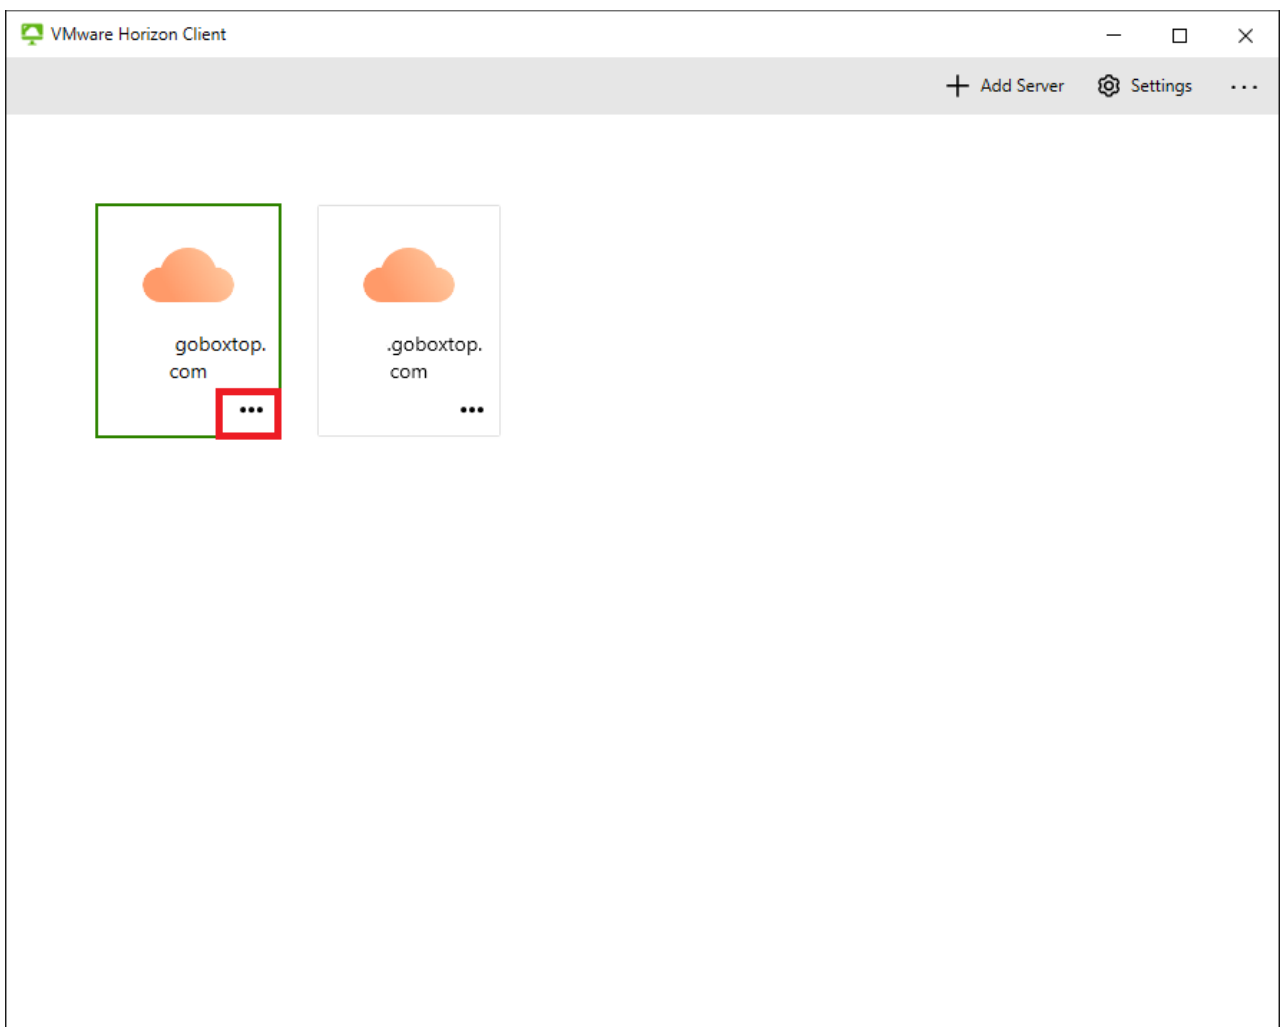 VMware Horizon Client
Add Server
Settings
goboxtop.
com
.goboxtop.
com